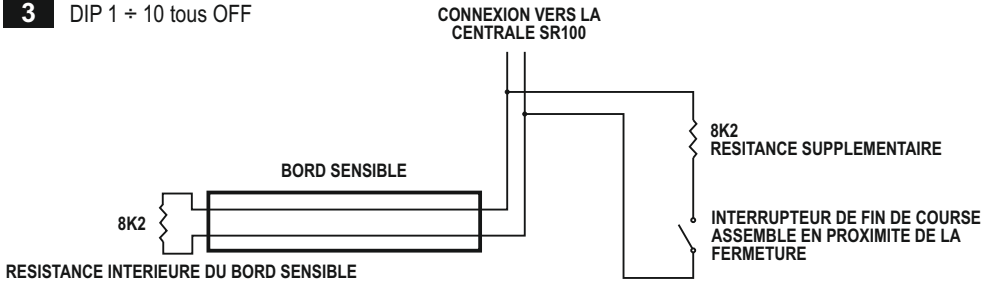 3 DIP 1 ÷ 10 tous OFF
CONNEXION VERS LA
CENTRALE SR100
8K2
RESITANCE SUPPLEMENTAIRE
BORD SENSIBLE
8K2
INTERRUPTEUR DE FIN DE COURSE
ASSEMBLE EN PROXIMITE DE LA
FERMETURE
RESISTANCE INTERIEURE DU BORD SENSIBLE